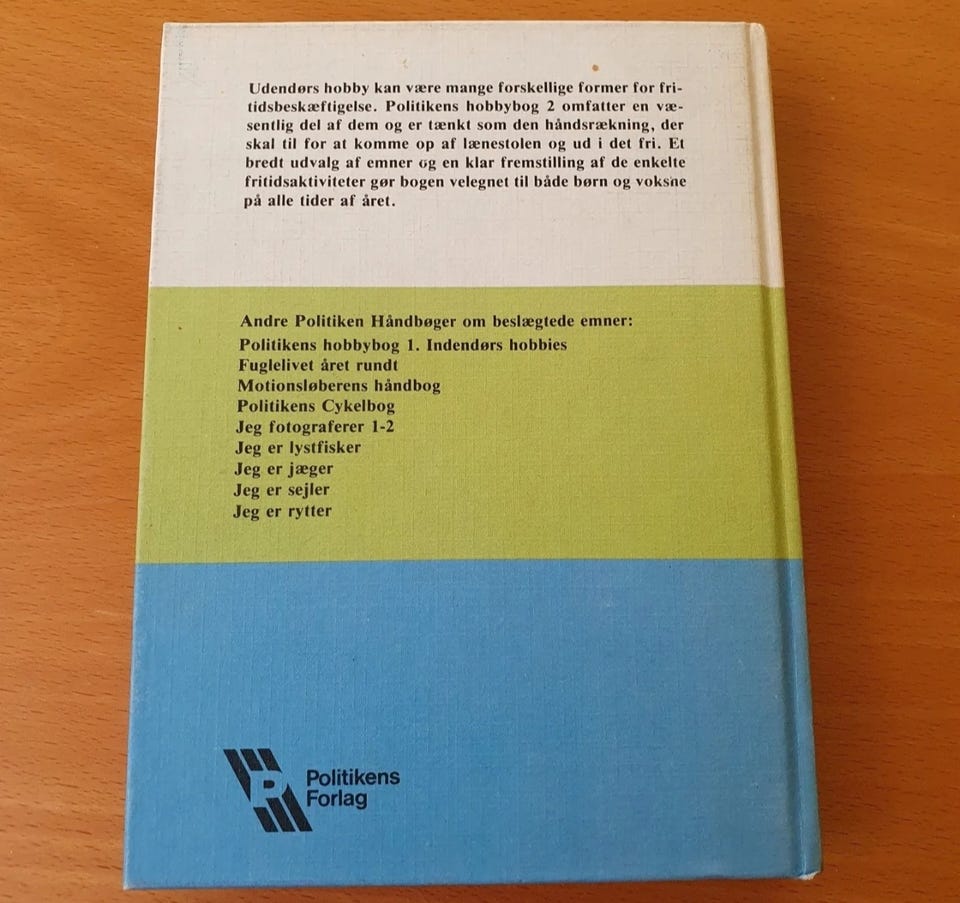 Udendørs hobby kan være mange forskellige former for fri-
tidsbeskæftigelse. Politikens hobbybog 2 omfatter en væ-
sentlig del af dem og er tænkt som den håndsrækning, der
skal til for at komme op af lænestolen og ud i det fri. Et
bredt udvalg af emner og en klar fremstilling af de enkelte
fritidsaktiviteter gør bogen velegnet til både børn og voksne
på alle tider af året.
Andre Politiken Håndbøger om beslægtede emner:
Politikens hobbybog 1. Indendørs hobbies
Fuglelivet året rundt
Motionsløberens håndbog
Politikens Cykelbog
Jeg fotograferer 1-2
Jeg er lystfisker
Jeg er jæger
Jeg er sejler
Jeg er rytter
P
Politikens
Forlag